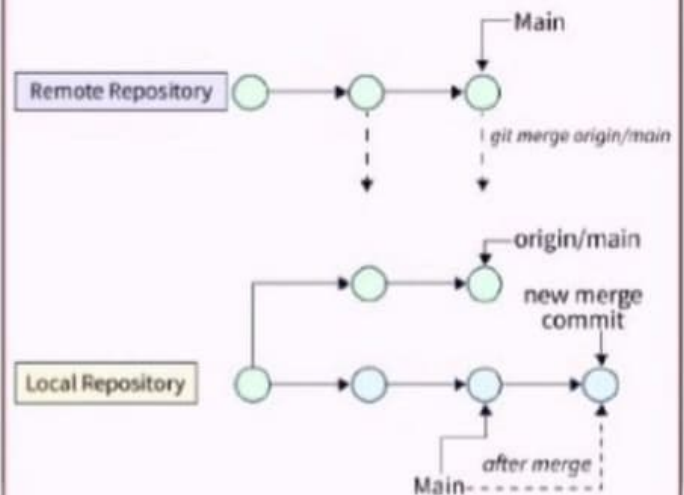 Main
Remote Repository
git merge origin/main
origin/main
new merge
commit
Local Repository
after merge
Main